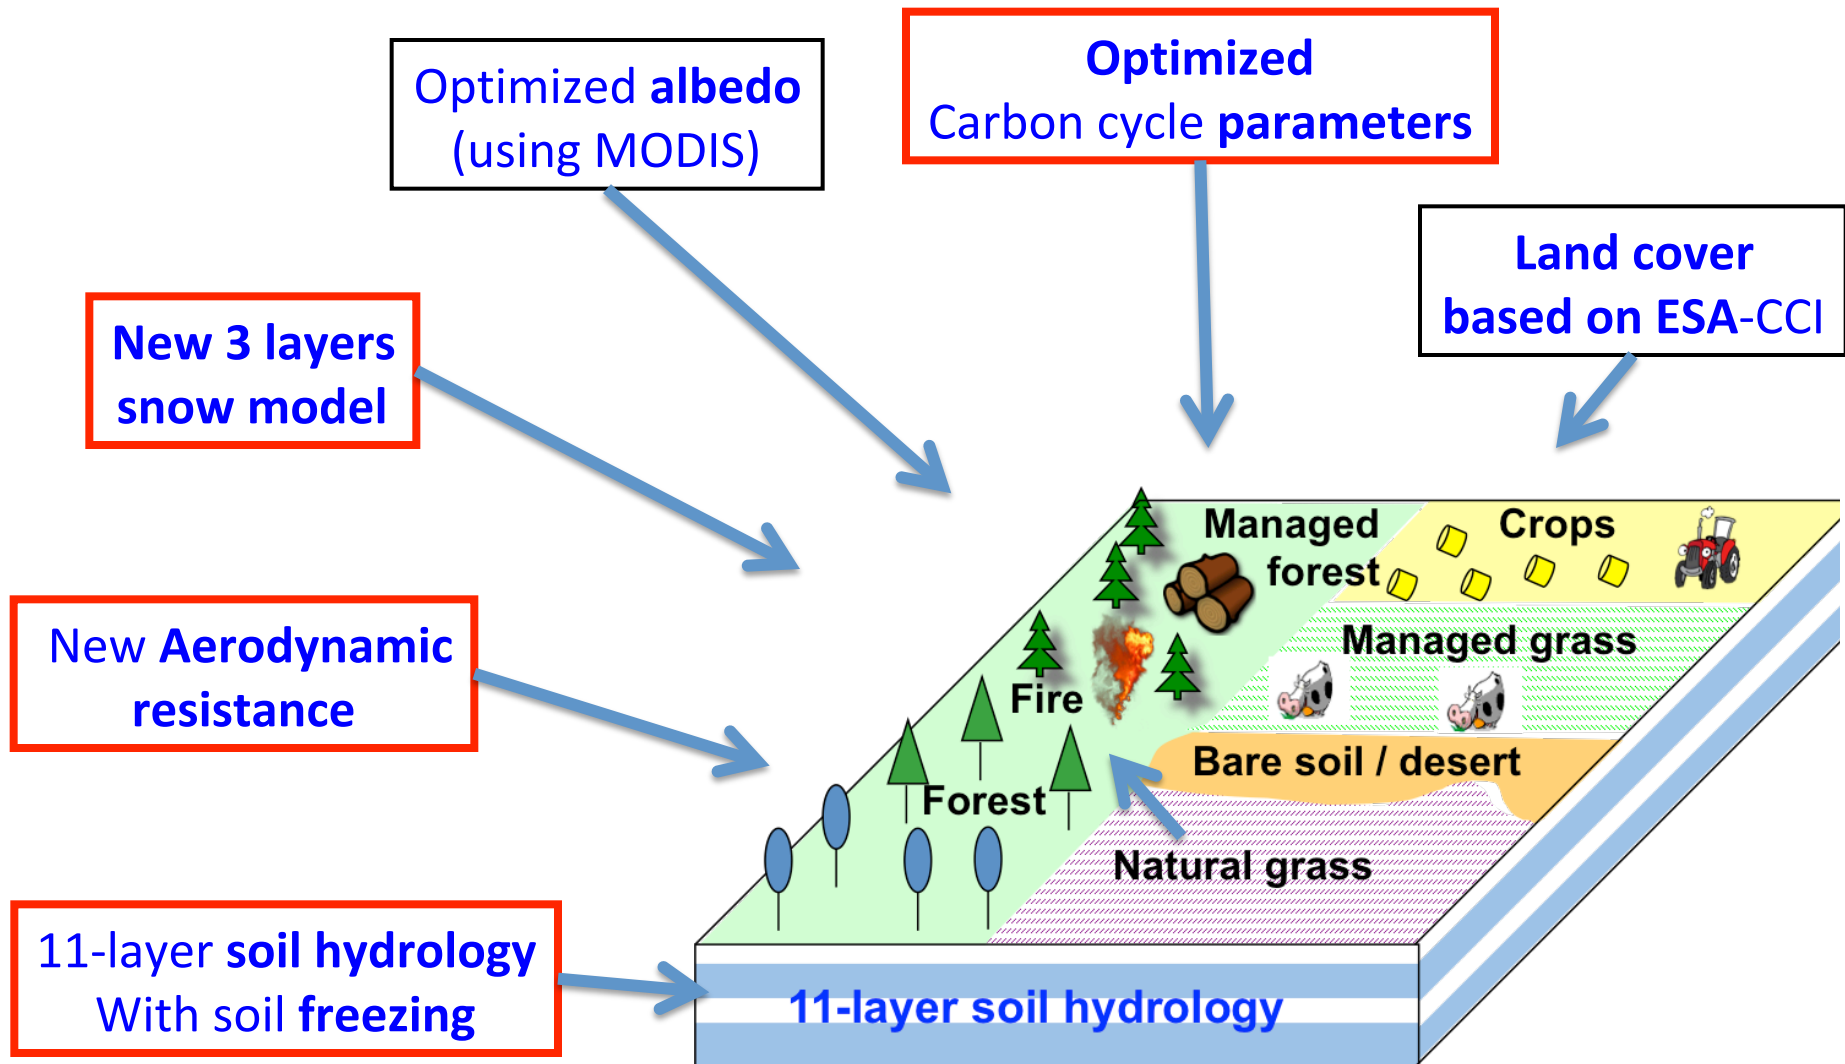 Optimized albedo
(using MODIS)
Optimized
Carbon cycle parameters
Land cover
based on ESA-CCI
New 3 layers
snow model
New Aerodynamic
resistance
11-layer soil hydrology
With soil freezing
Managed
forest
Crops
Managed grass
Fire
Bare soil / desert
Forest
Natural grass
11-layer soil hydrology